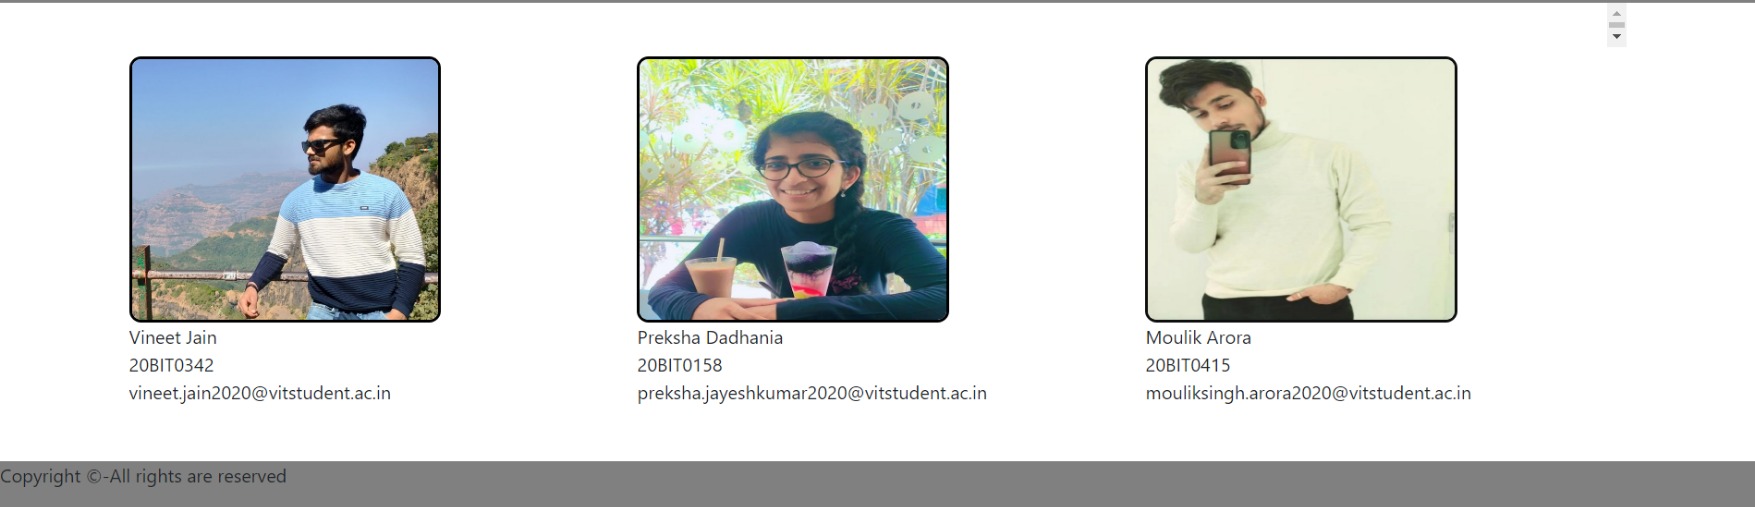 Vineet Jain
20BIT0342
vineet.jain2020@vitstudent.ac.in
Preksha Dadhania
20BIT0158
preksha.jayeshkumar2020@vitstudent.ac.in
Moulik Arora
20BIT0415
mouliksingh.arora2020@vitstudent.ac.in
Copyright ©-All rights are reserved